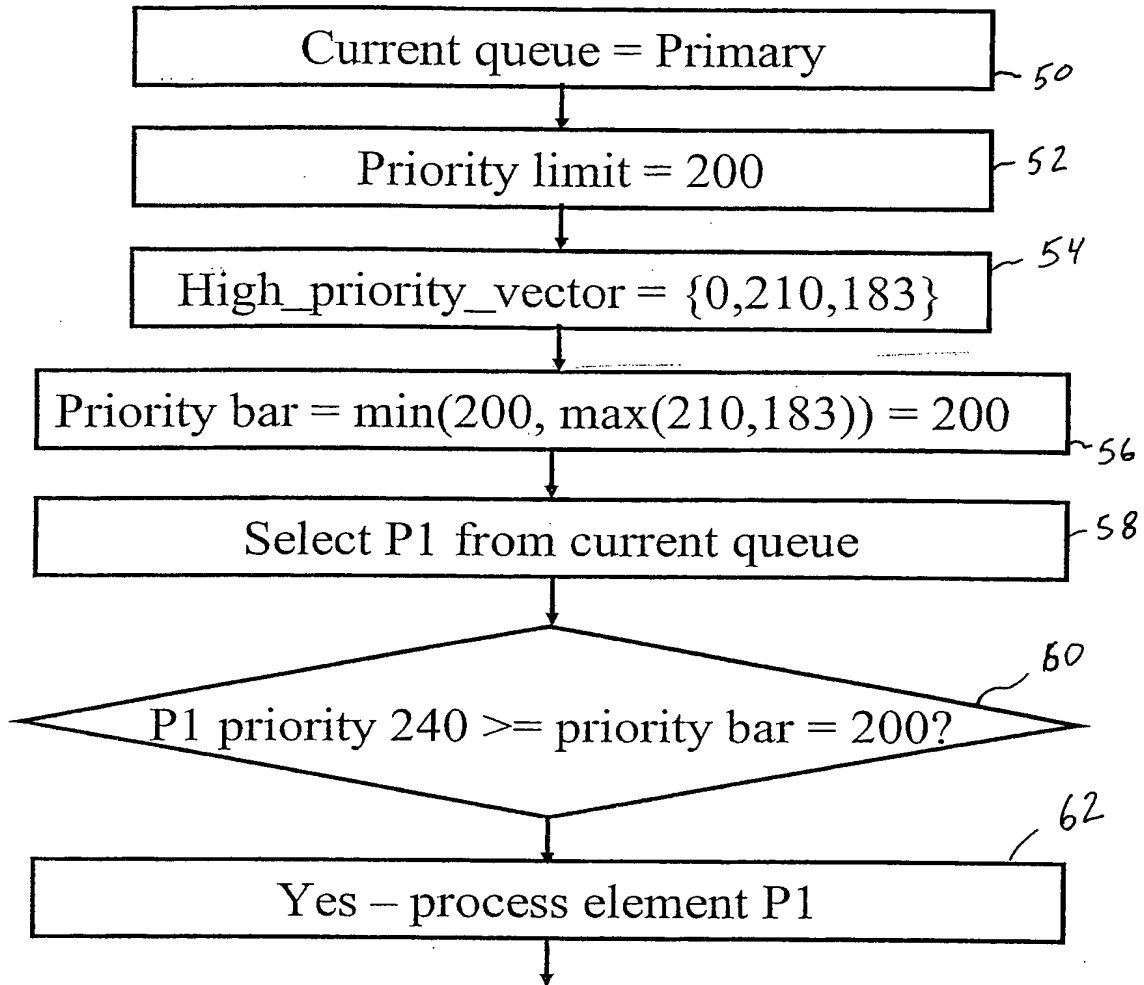 Current queue = Primary
50
Priority limit = 200
52
High_priority_vector = {0,210,183}
54
Priority bar = min(200, max(210,183)) = 200
56
Select P1 from current queue
58
P1 priority 240 >= priority bar = 200?
60
Yes – process element P1
62